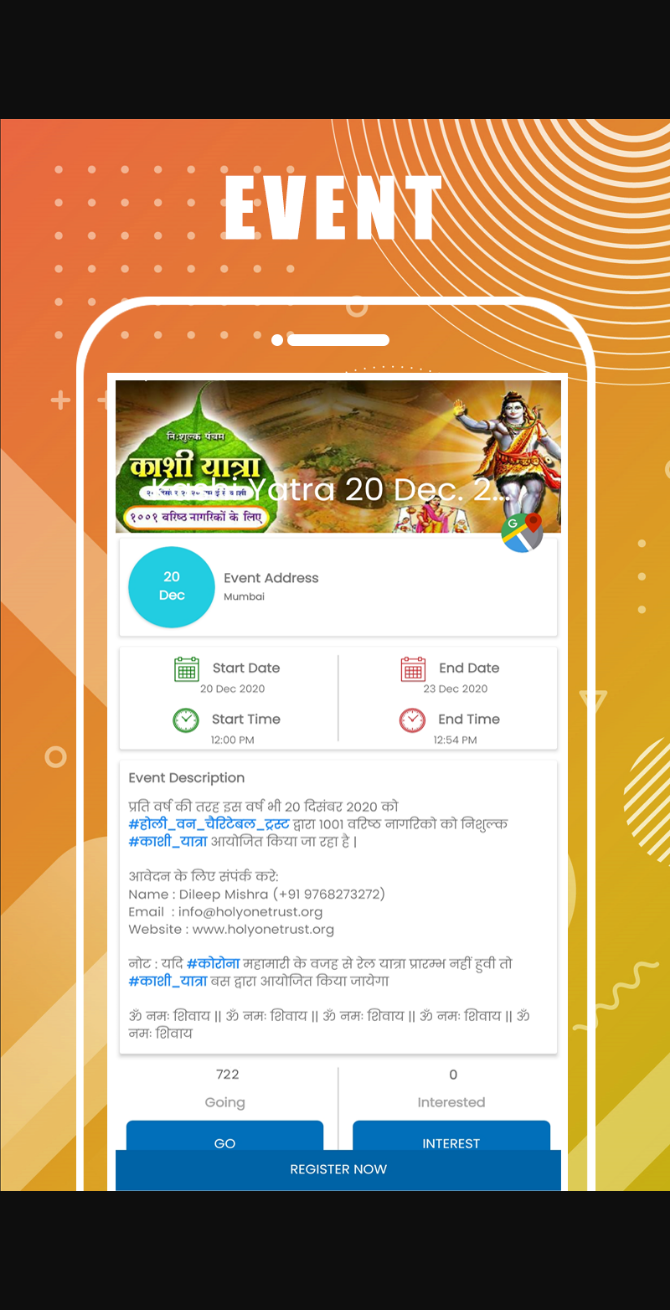 EVENT
नि:शुल्क पंचम
काशी यात्रा
१००१ वरिष्ठ नागरिकों के लिए
Kashi Yatra 20 Dec. 2...
G
20
Dec
Event Address
Mumbai
Start Date
20 Dec 2020
End Date
23 Dec 2020
Start Time
12:00 PM
End Time
12:54 PM
Event Description
प्रति वर्ष की तरह इस वर्ष भी 20 दिसंबर 2020 को
#होली_वन_चैरिटेबल_ट्रस्ट द्वारा 1001 वरिष्ठ नागरिको को निशुल्क
#काशी_यात्रा आयोजित किया जा रहा है |
आवेदन के लिए संपंर्क करे:
Name : Dileep Mishra (+91 9768273272)
Email : info@holyonetrust.org
Website : www.holyonetrust.org
नोट : यदि #कोरोना महामारी के वजह से रेल यात्रा प्रारम्भ नहीं हुवी तो
#काशी_यात्रा बस द्वारा आयोजित किया जायेगा
ॐ नमः शिवाय || ॐ नमः शिवाय || ॐ नमः शिवाय || ॐ नमः शिवाय || ॐ
नमः शिवाय
722
Going
0
Interested
GO
INTEREST
REGISTER NOW